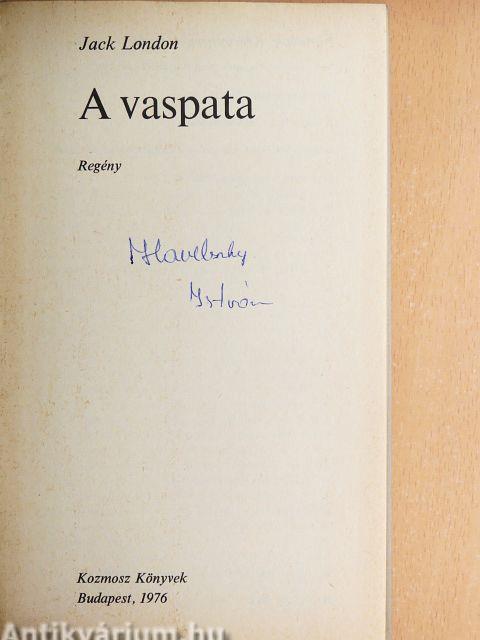 Jack London
A vaspata
Regény
István
Kozmosz Könyvek
Budapest, 1976
Antikvárium.hu